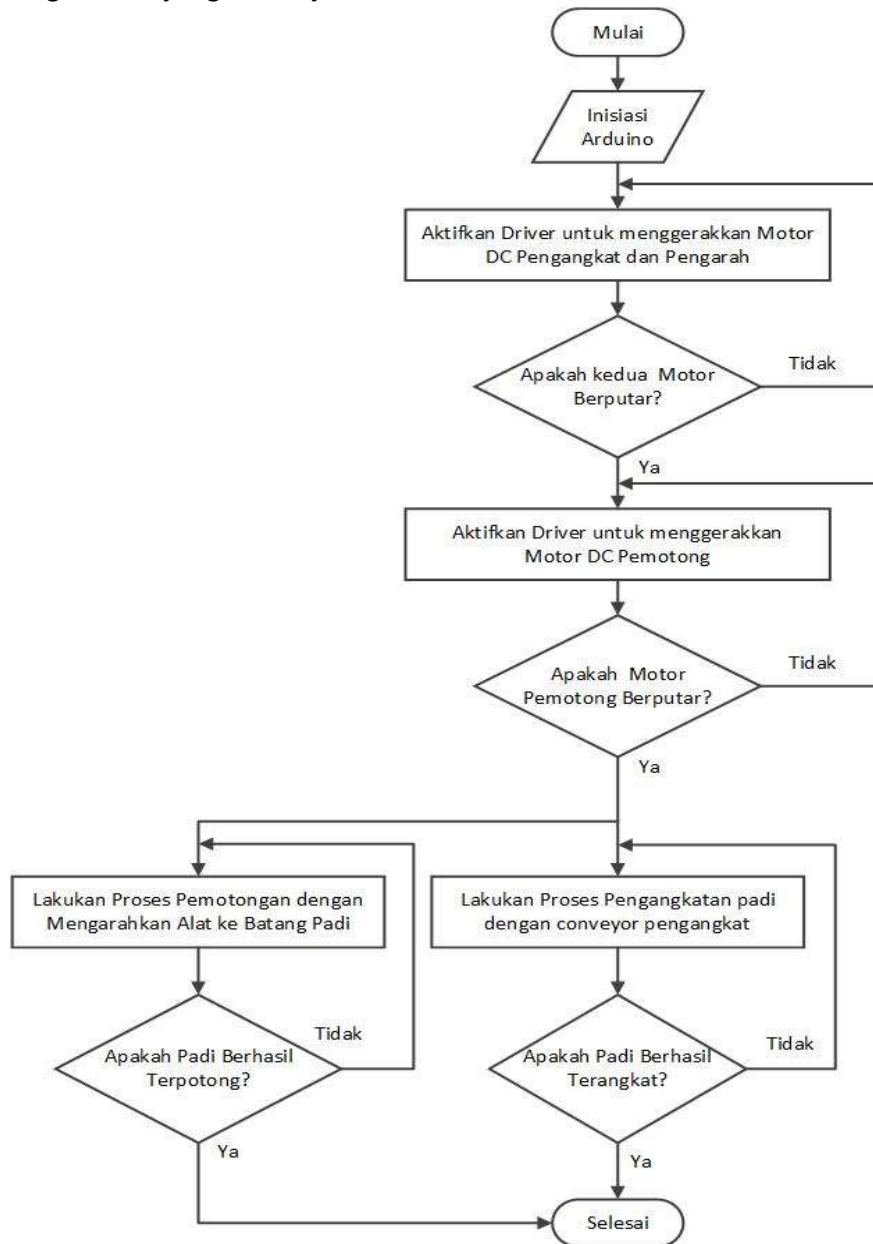 Mulai
Inisiasi
Arduino
Aktifkan Driver untuk menggerakkan Motor
DC Pengangkat dan Pengarah
Apakah kedua Motor
Berputar?
Tidak
Ya
Aktifkan Driver untuk menggerakkan
Motor DC Pemotong
Apakah Motor
Pemotong Berputar?
Tidak
Ya
Lakukan Proses Pemotongan dengan
Mengarahkan Alat ke Batang Padi
Lakukan Proses Pengangkatan padi
dengan conveyor pengangkat
Apakah Padi Berhasil
Terpotong?
Tidak
Ya
Apakah Padi Berhasil
Terangkat?
Tidak
Ya
Selesai